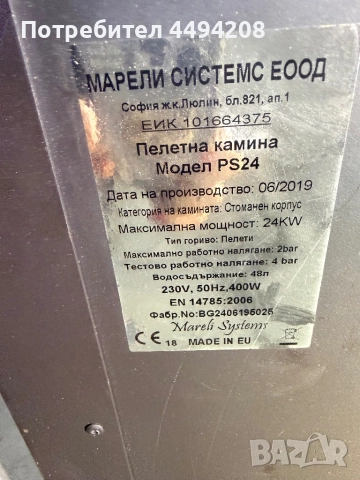 Потребител 4494208
МАРЕЛИ СИСТЕМС ЕООД
София ж.к.Люлин, бл.821, ап.1
ЕИК 101664375
Пелетна камина
Модел PS24
Дата на производство: 06/2019
Категория на камината: Стоманен корпус
Максимална мощност: 24KW
Тип гориво: Пелети
Максимално работно налягане: 2bar
Тестово работно налягане: 4 bar
Водосъдържание: 48л
230V, 50Hz,400W
EN 14785:2006
Фабр.No:BG2406195025
Mareli Systems
CE 18 MADE IN EU
BAZAR